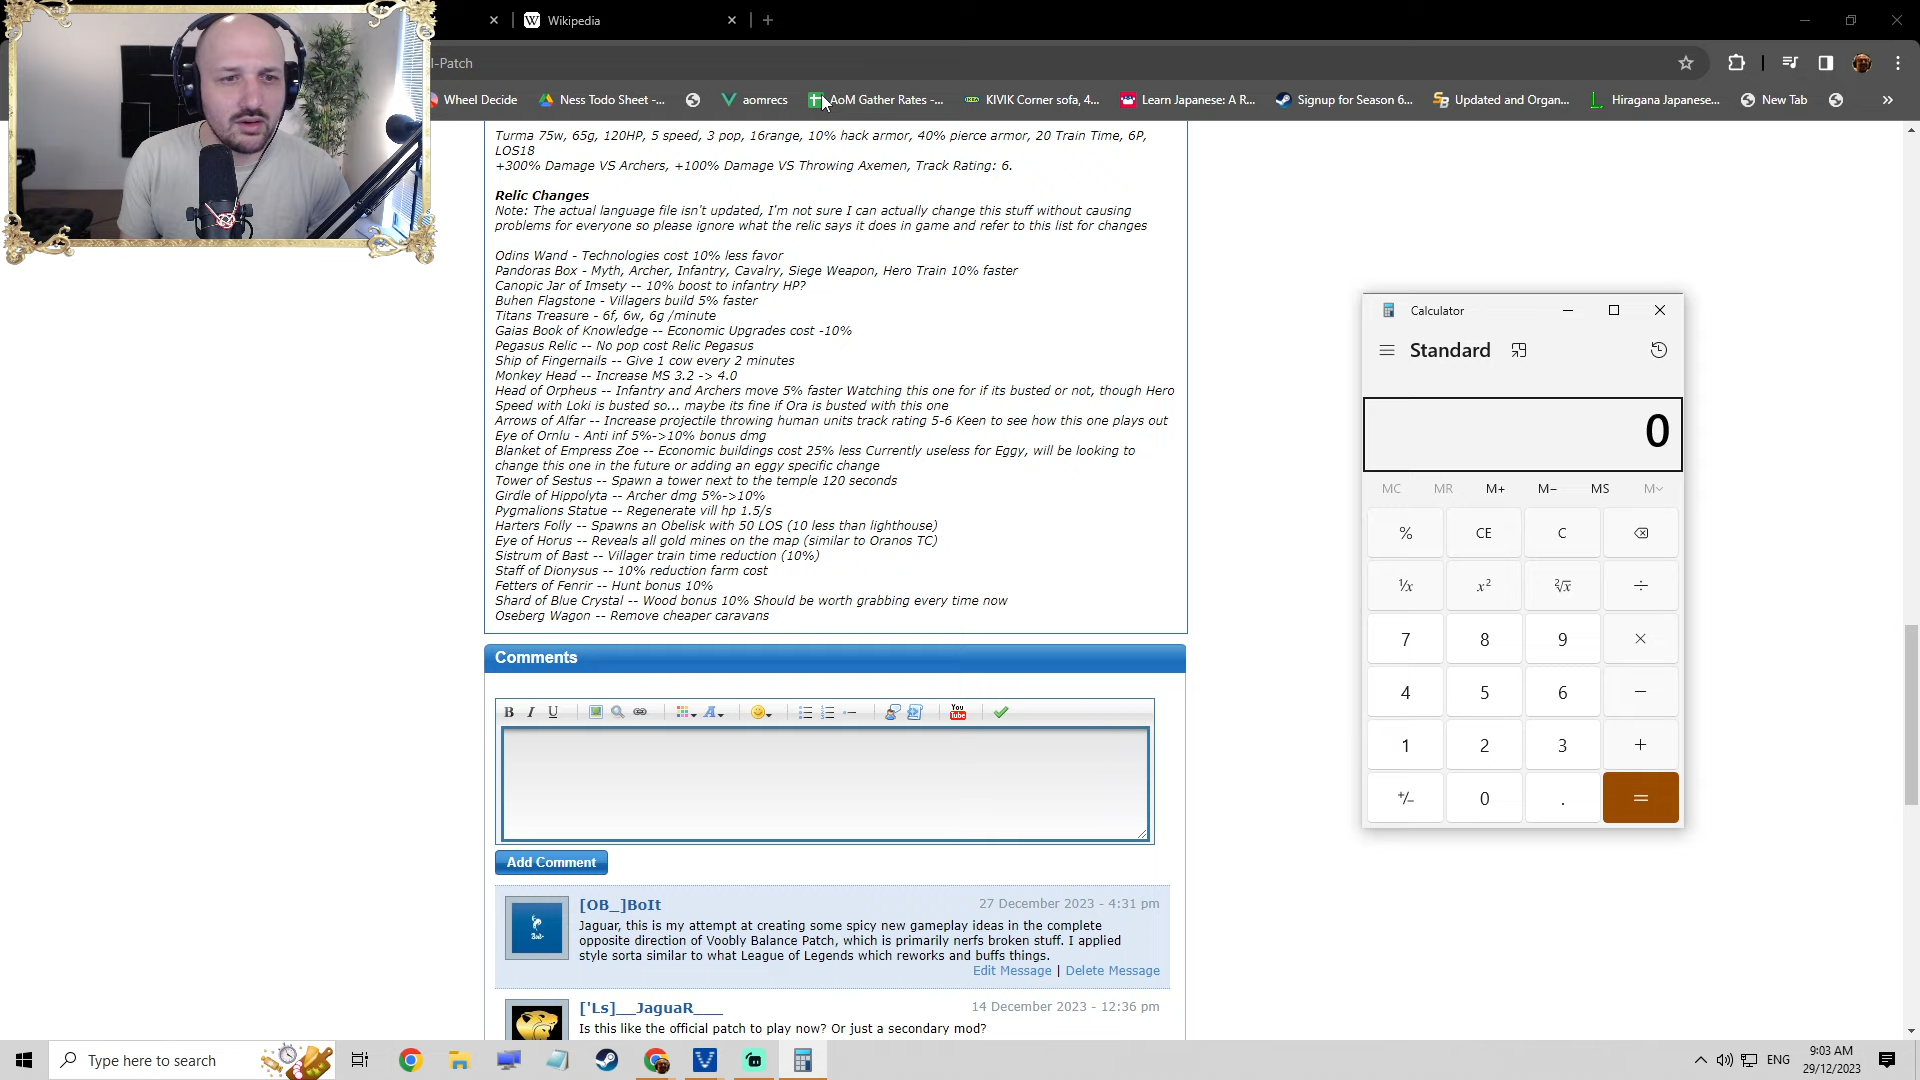 Wikipedia
l-Patch
Wheel Decide
Ness Todo Sheet -...
aomrecs
AoM Gather Rates -...
KIVIK Corner sofa, 4...
Learn Japanese: A R...
Signup for Season 6...
Updated and Organ...
Hiragana Japanese...
New Tab
Turma 75w, 65g, 120HP, 5 speed, 3 pop, 16range, 10% hack armor, 40% pierce armor, 20 Train Time, 6P,
LOS18
+300% Damage VS Archers, +100% Damage VS Throwing Axemen, Track Rating: 6.
Relic Changes
Note: The actual language file isn't updated, I'm not sure I can actually change this stuff without causing
problems for everyone so please ignore what the relic says it does in game and refer to this list for changes
Odins Wand - Technologies cost 10% less favor
Pandoras Box - Myth, Archer, Infantry, Cavalry, Siege Weapon, Hero Train 10% faster
Canopic Jar of Imsety -- 10% boost to infantry HP?
Buhen Flagstone - Villagers build 5% faster
Titans Treasure - 6f, 6w, 6g /minute
Gaias Book of Knowledge -- Economic Upgrades cost -10%
Pegasus Relic -- No pop cost Relic Pegasus
Ship of Fingernails -- Give 1 cow every 2 minutes
Monkey Head -- Increase MS 3.2 -> 4.0
Head of Orpheus -- Infantry and Archers move 5% faster Watching this one for if its busted or not, though Hero
Speed with Loki is busted so... maybe its fine if Ora is busted with this one
Arrows of Alfar -- Increase projectile throwing human units track rating 5-6 Keen to see how this one plays out
Eye of Ornlu - Anti inf 5%->10% bonus dmg
Blanket of Empress Zoe -- Economic buildings cost 25% less Currently useless for Eggy, will be looking to
change this one in the future or adding an eggy specific change
Tower of Sestus -- Spawn a tower next to the temple 120 seconds
Girdle of Hippolyta -- Archer dmg 5%->10%
Pygmalions Statue -- Regenerate vill hp 1.5/s
Harters Folly -- Spawns an Obelisk with 50 LOS (10 less than lighthouse)
Eye of Horus -- Reveals all gold mines on the map (similar to Oranos TC)
Sistrum of Bast -- Villager train time reduction (10%)
Staff of Dionysus -- 10% reduction farm cost
Fetters of Fenrir -- Hunt bonus 10%
Shard of Blue Crystal -- Wood bonus 10% Should be worth grabbing every time now
Oseberg Wagon -- Remove cheaper caravans
Comments
B I U
You Tube
Add Comment
[OB_]BoIt
27 December 2023 - 4:31 pm
Jaguar, this is my attempt at creating some spicy new gameplay ideas in the complete
opposite direction of Voobly Balance Patch, which is primarily nerfs broken stuff. I applied
style sorta similar to what League of Legends which reworks and buffs things.
Edit Message | Delete Message
['Ls]__JaguaR___
14 December 2023 - 12:36 pm
Is this like the official patch to play now? Or just a secondary mod?
Calculator
Standard
0
MC MR M+ M− MS M
% CE C
¹/x x² ²√x ÷
7 8 9 ×
4 5 6 −
1 2 3 +
+/− 0 . =
Type here to search
ENG
9:03 AM
29/12/2023